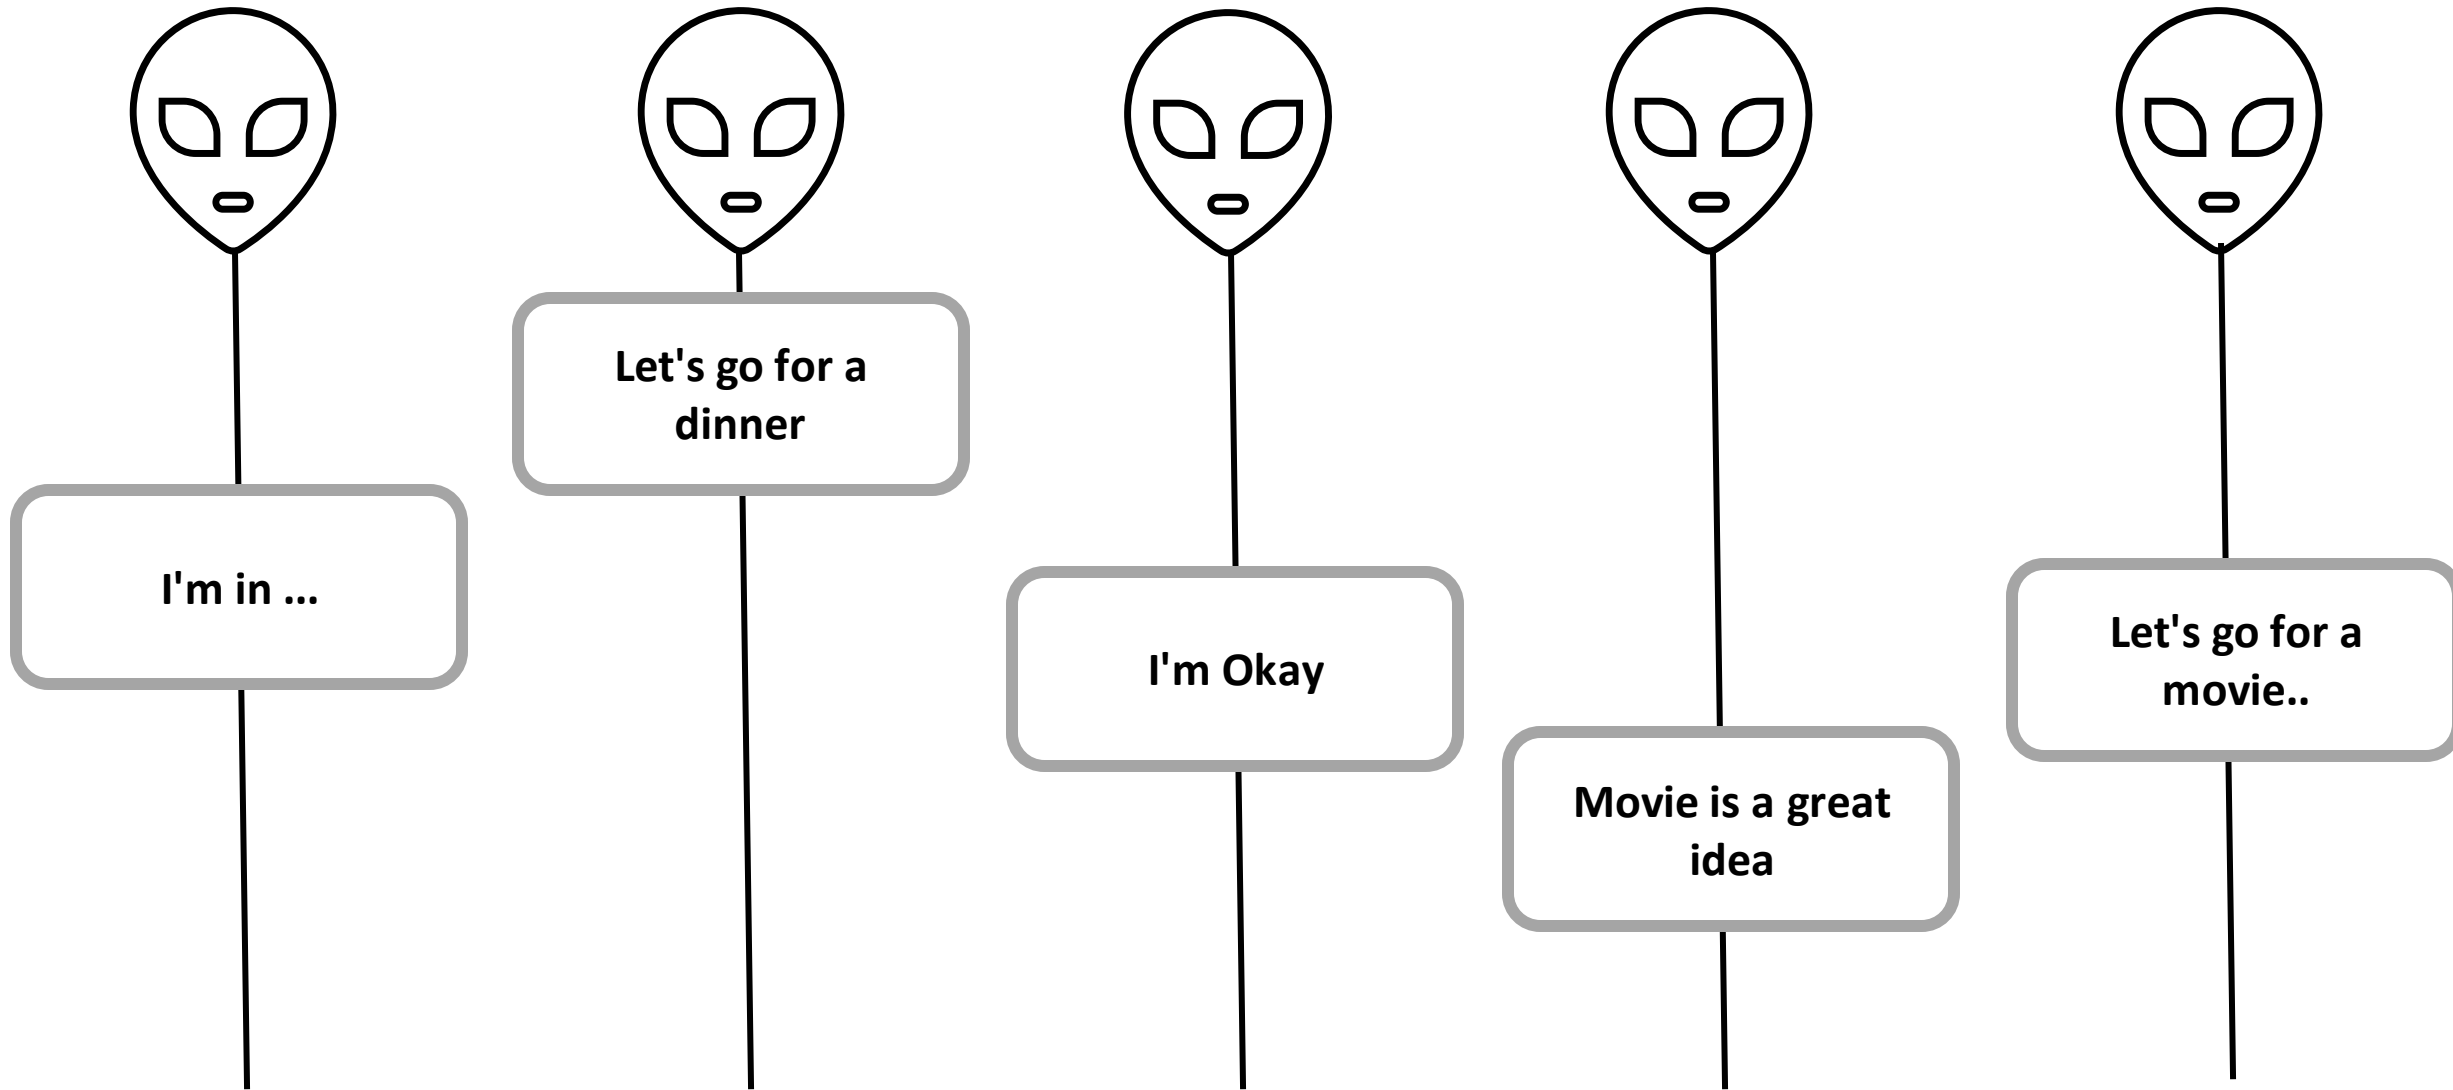 I'm in ...
Let's go for a
dinner
I'm Okay
Movie is a great
idea
Let's go for a
movie..